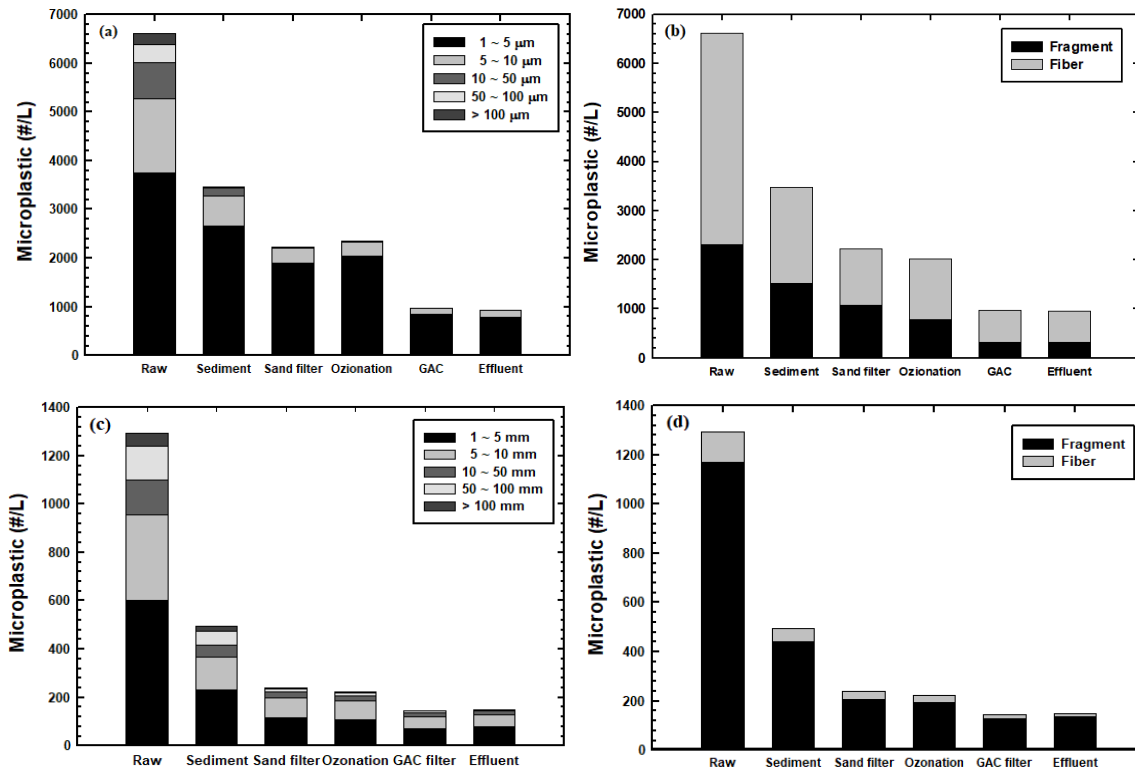 (a)
7000
6000
5000
4000
3000
2000
1000
0
Microplastic (#/L)
1 ~ 5 μm
5 ~ 10 μm
10 ~ 50 μm
50 ~ 100 μm
> 100 μm
Raw Sediment Sand filter Ozionation GAC Effluent
(b)
7000
6000
5000
4000
3000
2000
1000
0
Microplastic (#/L)
Fragment
Fiber
Raw Sediment Sand filter Ozionation GAC Effluent
(c)
1400
1200
1000
800
600
400
200
0
Microplastic (#/L)
1 ~ 5 mm
5 ~ 10 mm
10 ~ 50 mm
50 ~ 100 mm
> 100 mm
Raw Sediment Sand filter Ozonation GAC filter Effluent
(d)
1400
1200
1000
800
600
400
200
0
Microplastic (#/L)
Fragment
Fiber
Raw Sediment Sand filter Ozonation GAC filter Effluent